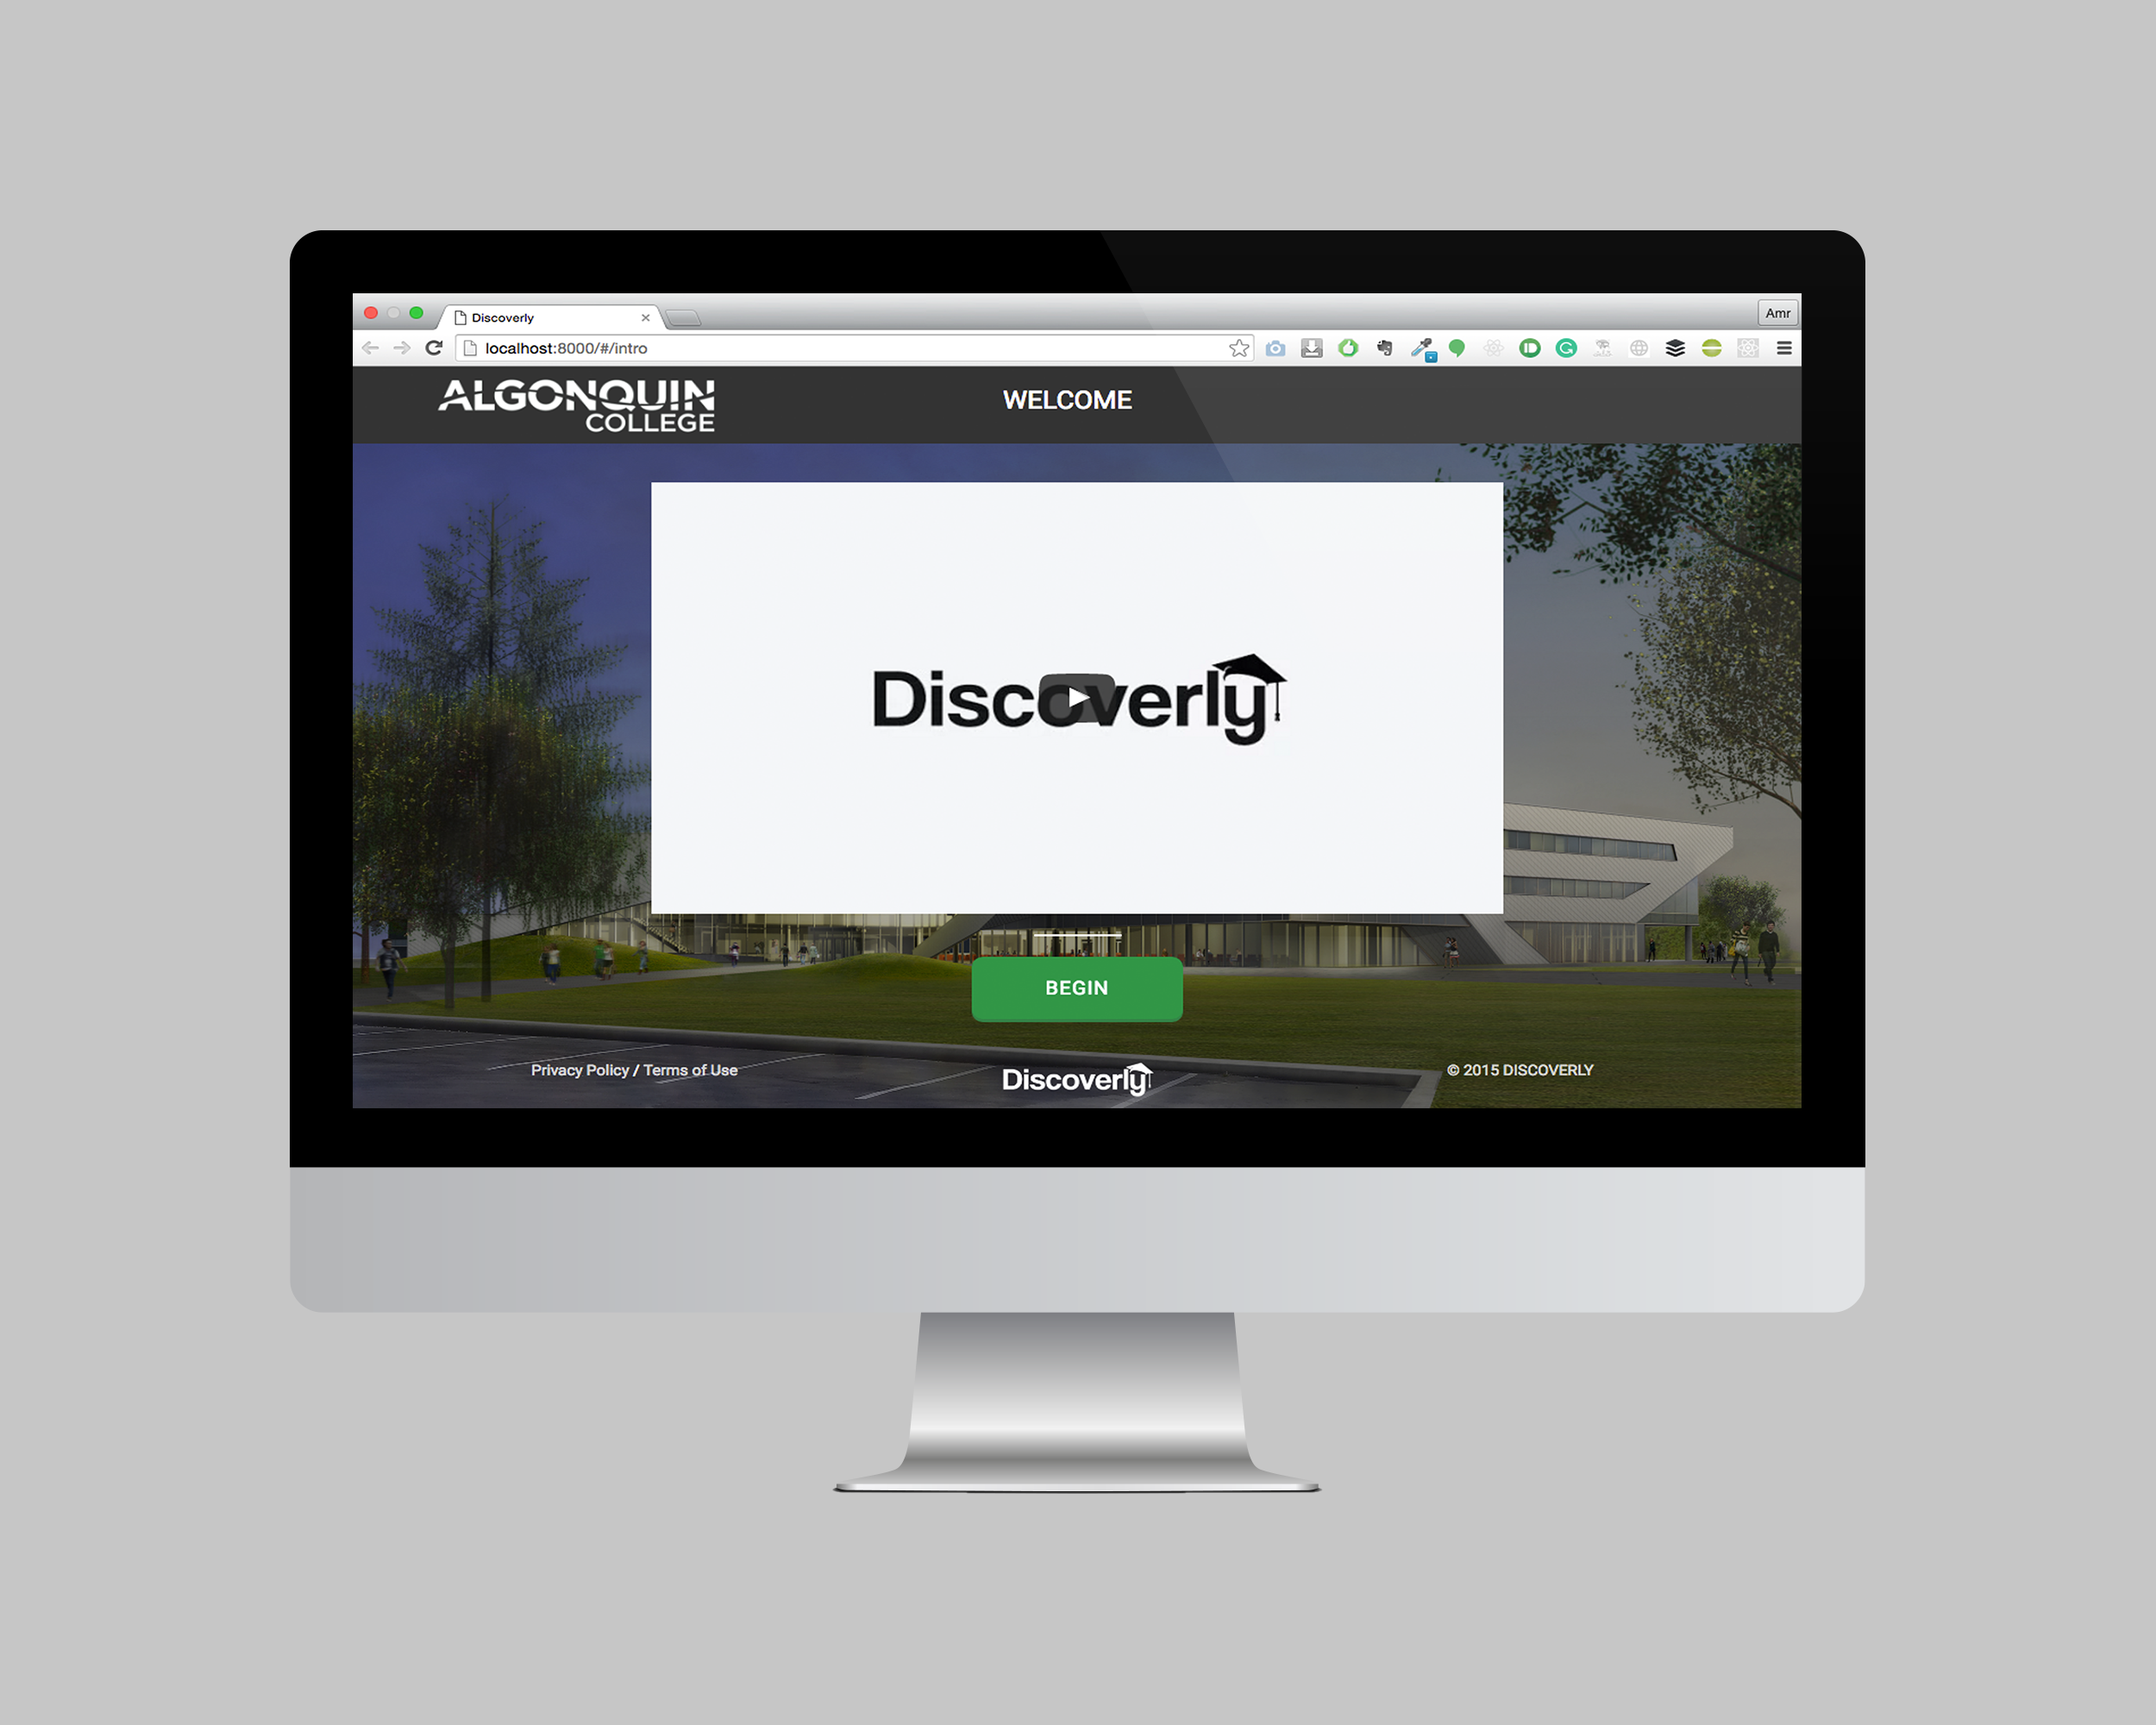 Discoverly
Amr
localhost:8000/#/intro
ALGONQUIN
COLLEGE
WELCOME
Discoverly
BEGIN
Privacy Policy / Terms of Use
Discoverly
© 2015 DISCOVERLY